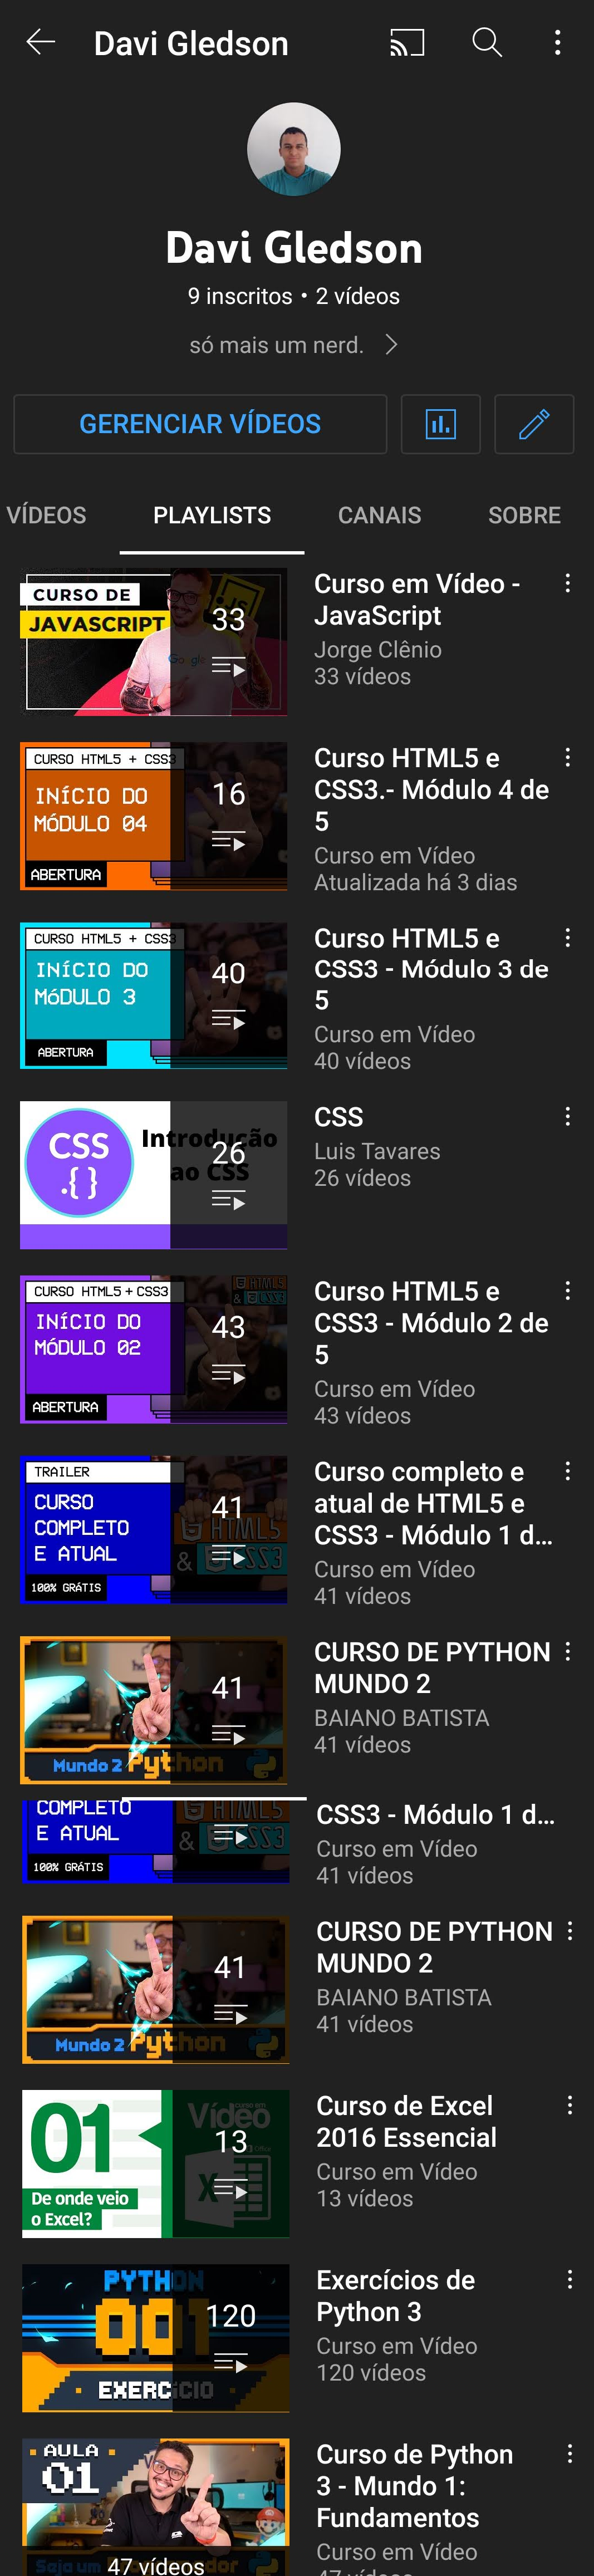 Davi Gledson
Davi Gledson
9 inscritos • 2 vídeos
só mais um nerd.
GERENCIAR VÍDEOS
VÍDEOS
PLAYLISTS
CANAIS
SOBRE
CURSO DE
JAVASCRIPT
JS
Google
33
Curso em Vídeo -
JavaScript
Jorge Clênio
33 vídeos
CURSO HTML5 + CSS3
INÍCIO DO
MÓDULO 04
ABERTURA
16
Curso HTML5 e
CSS3.- Módulo 4 de
5
Curso em Vídeo
Atualizada há 3 dias
CURSO HTML5 + CSS3
INÍCIO DO
MÓDULO 3
ABERTURA
40
Curso HTML5 e
CSS3 - Módulo 3 de
5
Curso em Vídeo
40 vídeos
CSS
.{}
Introdução
ao CSS
26
CSS
Luis Tavares
26 vídeos
CURSO HTML5 + CSS3
INÍCIO DO
MÓDULO 02
ABERTURA
HTML5
& CSS3
43
Curso HTML5 e
CSS3 - Módulo 2 de
5
Curso em Vídeo
43 vídeos
TRAILER
CURSO
COMPLETO
E ATUAL
100% GRÁTIS
HTML5
& CSS3
41
Curso completo e
atual de HTML5 e
CSS3 - Módulo 1 d...
Curso em Vídeo
41 vídeos
Mundo 2 Python
41
CURSO DE PYTHON
MUNDO 2
BAIANO BATISTA
41 vídeos
COMPLETO
E ATUAL
100% GRÁTIS
HTML5
& CSS3
CSS3 - Módulo 1 d...
Curso em Vídeo
41 vídeos
Mundo 2 Python
41
CURSO DE PYTHON
MUNDO 2
BAIANO BATISTA
41 vídeos
01
De onde veio
o Excel?
curso em
Vídeo
Office
X
13
Curso de Excel
2016 Essencial
Curso em Vídeo
13 vídeos
PYTHON
001
EXERCÍCIO
120
Exercícios de
Python 3
Curso em Vídeo
120 vídeos
AULA
01
47 vídeos
Curso de Python
3 - Mundo 1:
Fundamentos
Curso em Vídeo
47 vídeos